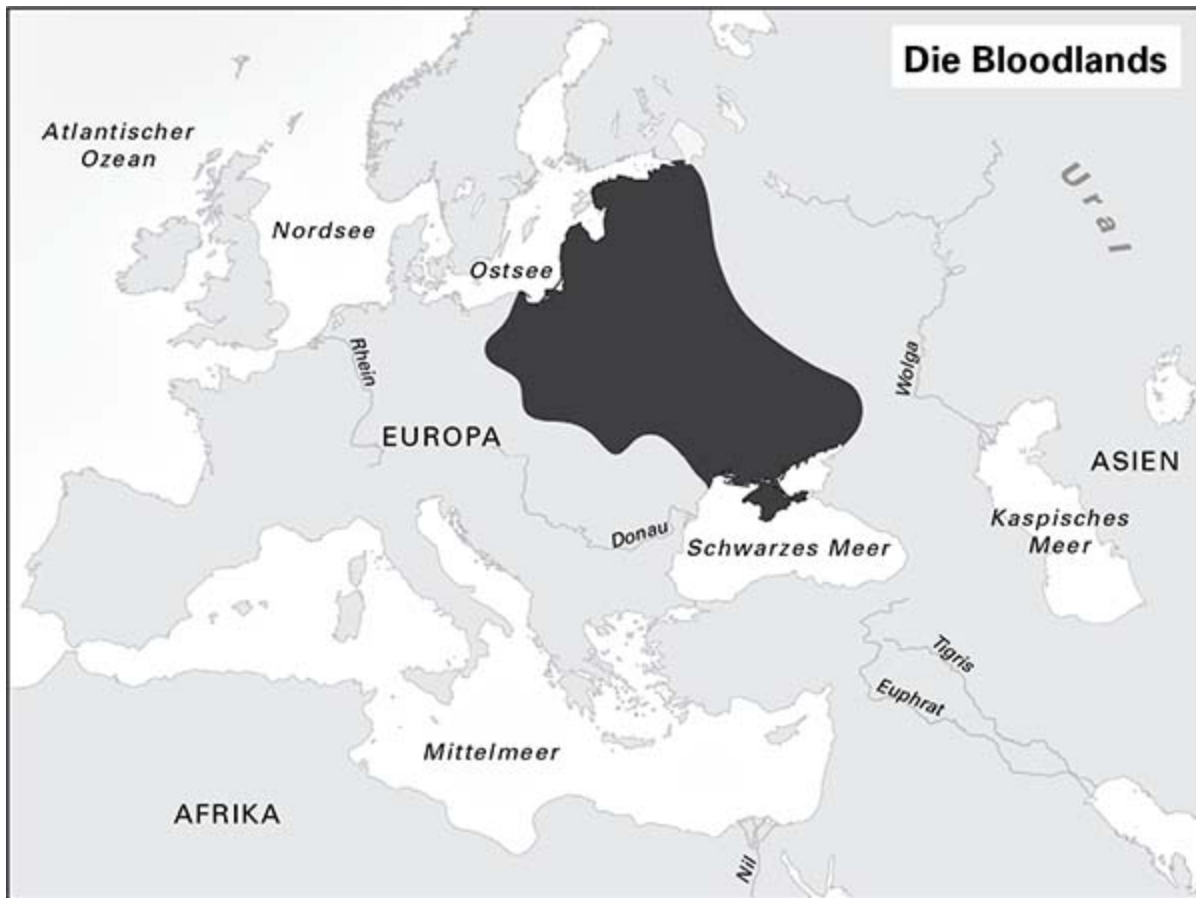 Die Bloodlands
Atlantischer
Ozean
Ural
Nordsee
Ostsee
Rhein
Wolga
EUROPA
ASIEN
Kaspisches
Meer
Donau
Schwarzes Meer
Tigris
Euphrat
Mittelmeer
AFRIKA
Nil